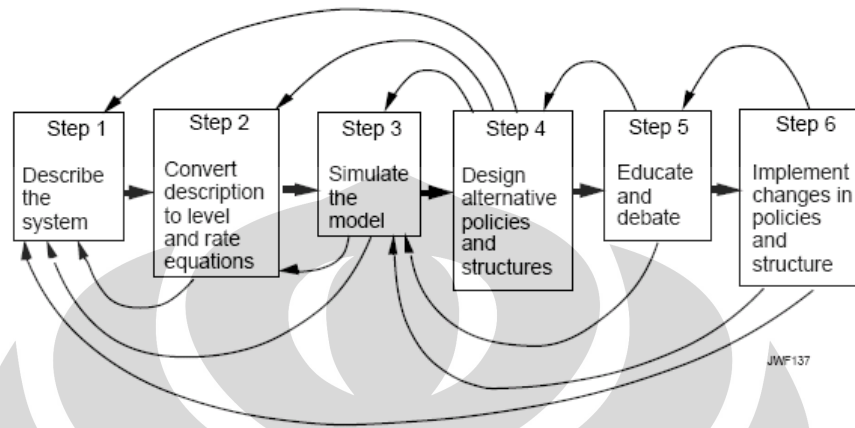 Step 1
Describe
the
system
Step 2
Convert
description
to level
and rate
equations
Step 3
Simulate
the
model
Step 4
Design
alternative
policies
and
structures
Step 5
Educate
and
debate
Step 6
Implement
changes in
policies
and
structure
JWF137